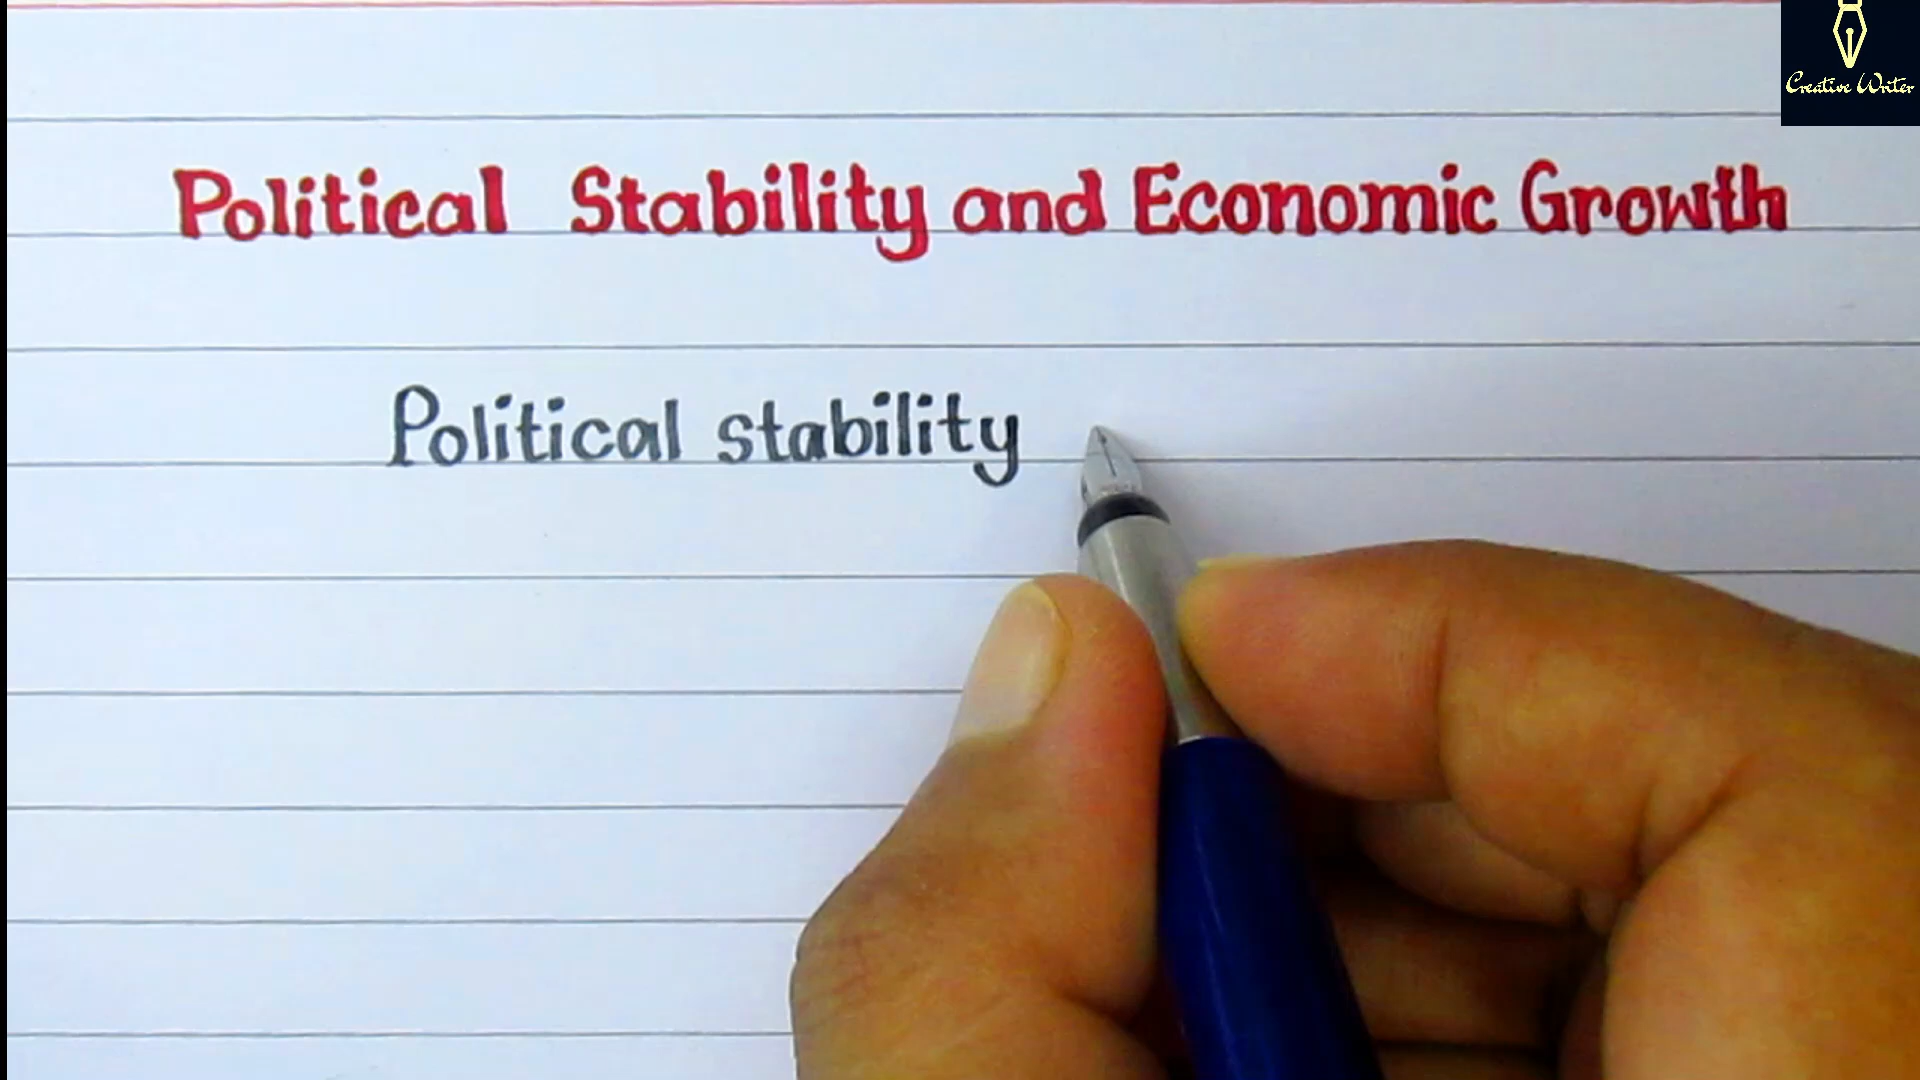 Creative Writer
Political Stability and Economic Growth
Political stability